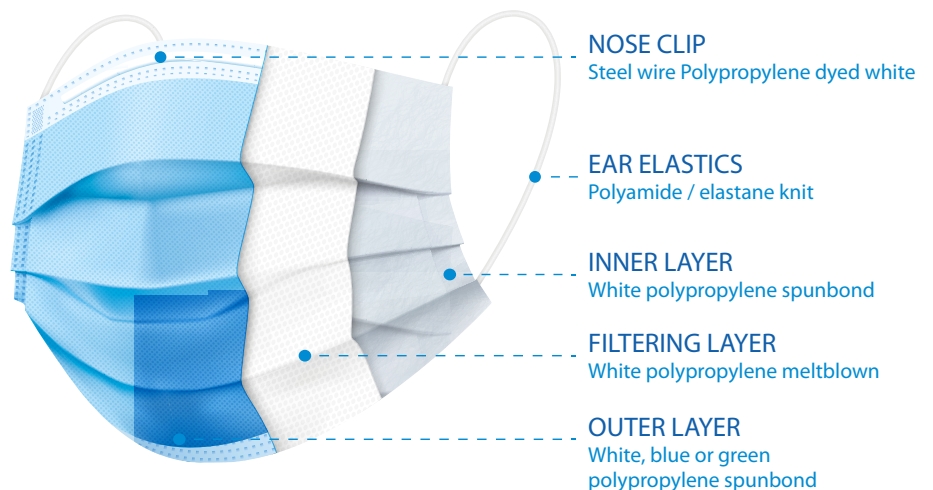 NOSE CLIP
Steel wire Polypropylene dyed white
EAR ELASTICS
Polyamide / elastane knit
INNER LAYER
White polypropylene spunbond
FILTERING LAYER
White polypropylene meltblown
OUTER LAYER
White, blue or green
polypropylene spunbond